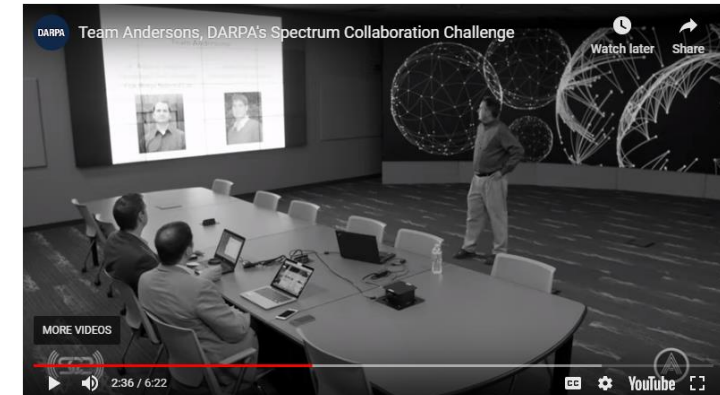 DARPA
Team Andersons, DARPA's Spectrum Collaboration Challenge
Watch later
Share
MORE VIDEOS
2:36 / 6:22
CC
YouTube